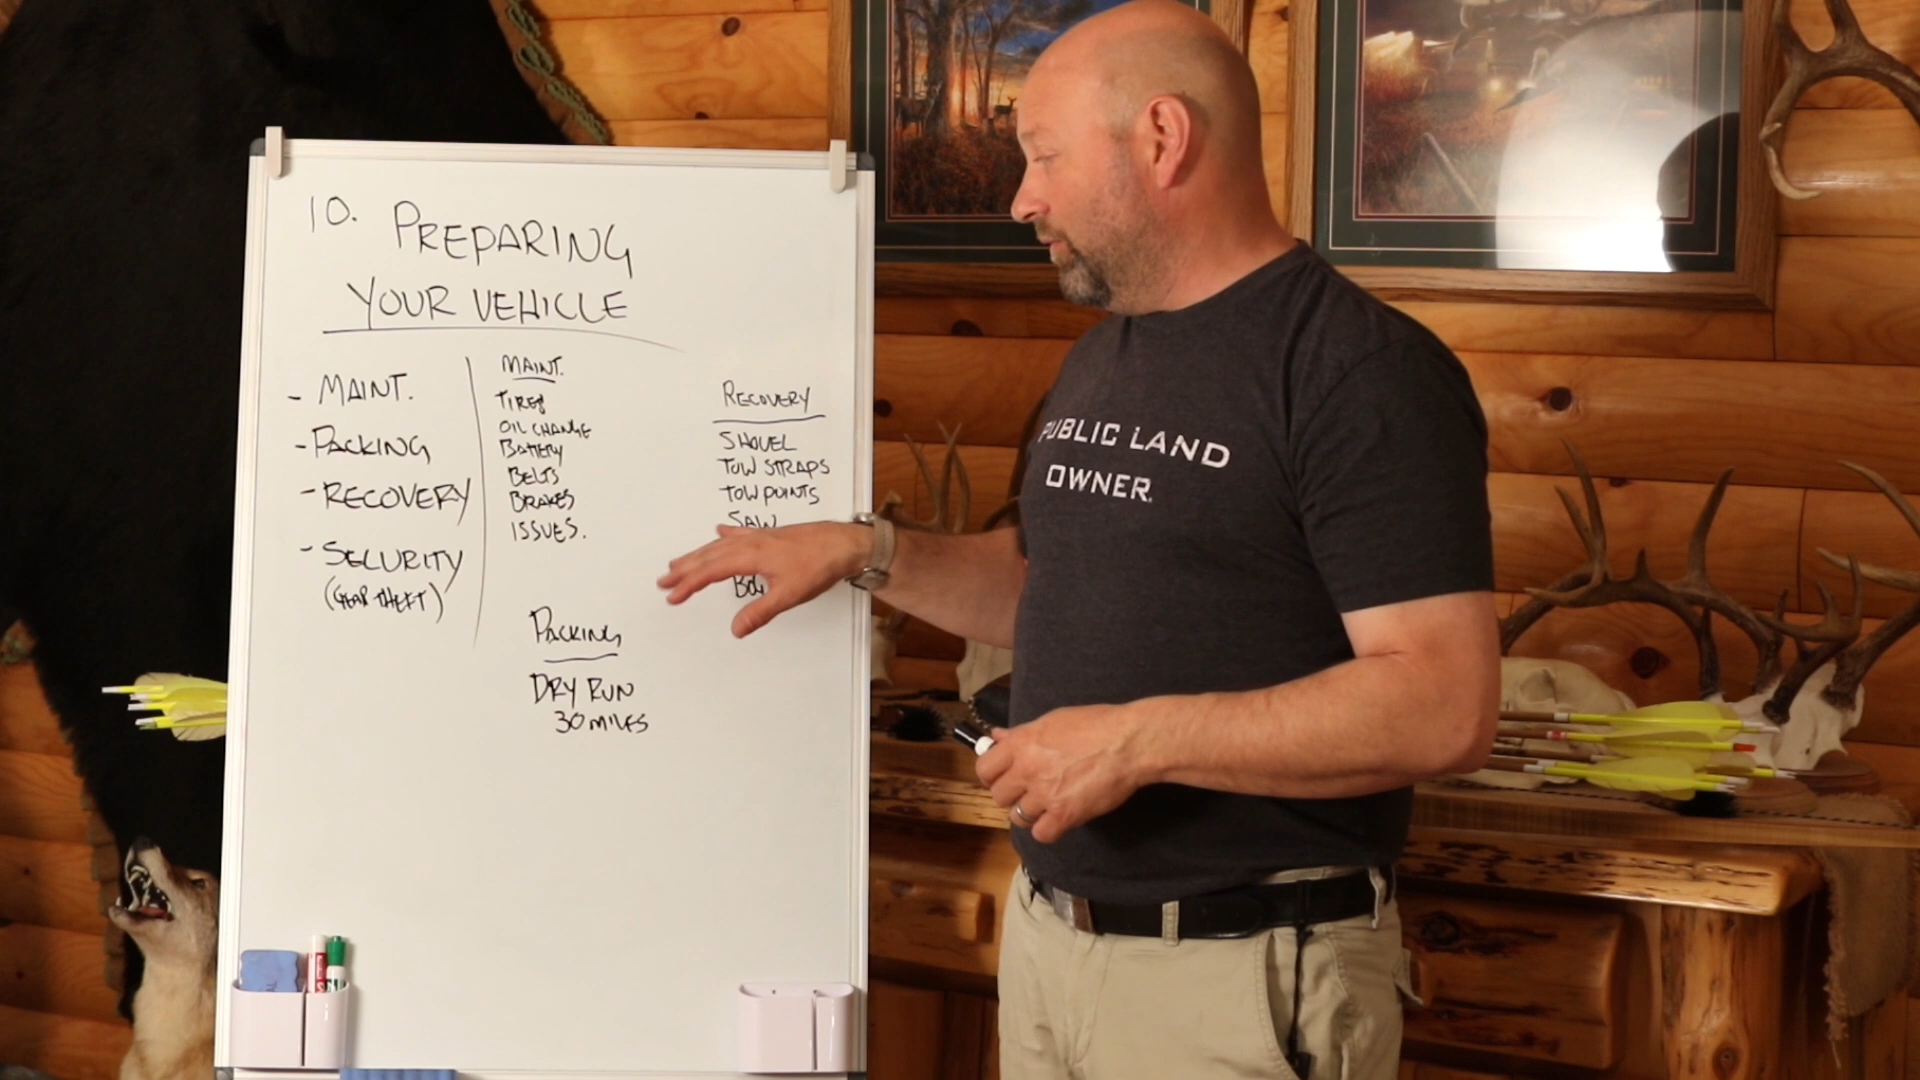 10. PREPARING
YOUR VEHICLE
- MAINT.
- PACKING
- RECOVERY
- SECURITY
(GEAR THEFT)
MAINT.
TIRES
OIL CHANGE
BATTERY
BELTS
BRAKES
ISSUES.
PACKING
DRY RUN
30 MILES
RECOVERY
SHOVEL
TOW STRAPS
TOW POINTS
SAW
PUBLIC LAND
OWNER